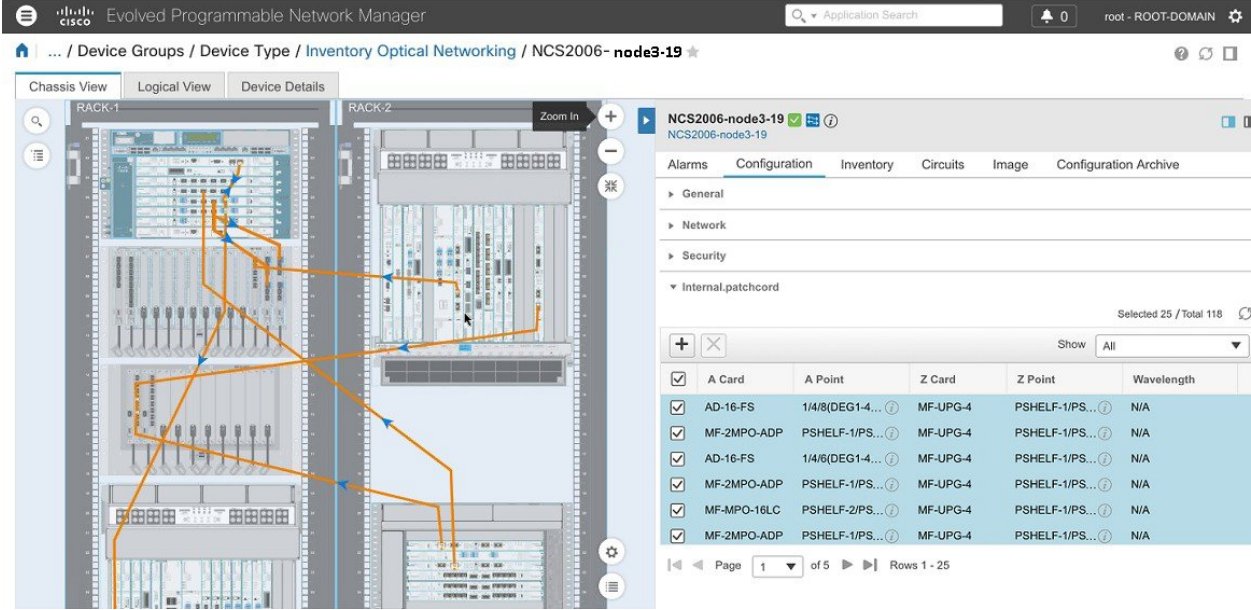 cisco Evolved Programmable Network Manager
Application Search
0
root - ROOT-DOMAIN
... / Device Groups / Device Type / Inventory Optical Networking / NCS2006- node3-19
Chassis View Logical View Device Details
RACK-1 RACK-2
Zoom In
NCS2006-node3-19
NCS2006-node3-19
Alarms Configuration Inventory Circuits Image Configuration Archive
General
Network
Security
Internal.patchcord
Selected 25 / Total 118
Show All
A Card A Point Z Card Z Point Wavelength
AD-16-FS 1/4/8(DEG1-4... MF-UPG-4 PSHELF-1/PS... N/A
MF-2MPO-ADP PSHELF-1/PS... MF-UPG-4 PSHELF-1/PS... N/A
AD-16-FS 1/4/6(DEG1-4... MF-UPG-4 PSHELF-1/PS... N/A
MF-2MPO-ADP PSHELF-1/PS... MF-UPG-4 PSHELF-1/PS... N/A
MF-MPO-16LC PSHELF-2/PS... MF-UPG-4 PSHELF-1/PS... N/A
MF-2MPO-ADP PSHELF-1/PS... MF-UPG-4 PSHELF-1/PS... N/A
Page 1 of 5 Rows 1 - 25